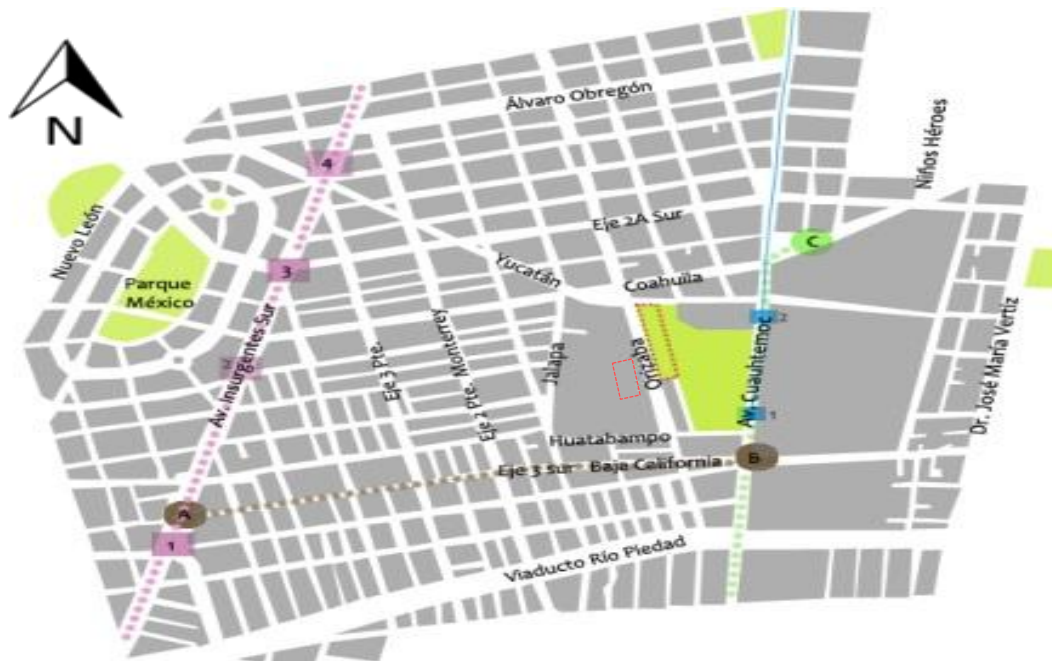 N
Álvaro Obregón
4
Niños Héroes
Nuevo León
Eje 2A Sur
C
3
Yucatán
Coahuila
Parque
México
Av. Insurgentes Sur
Eje 3 Pte.
Eje 2 Pte. Monterrey
Jalapa
Orizaba
2
Av. Cuauhtemoc
1
Dr. José María Vertiz
Huatabampo
Eje 3 sur Baja California
B
A
1
Viaducto Río Piedad